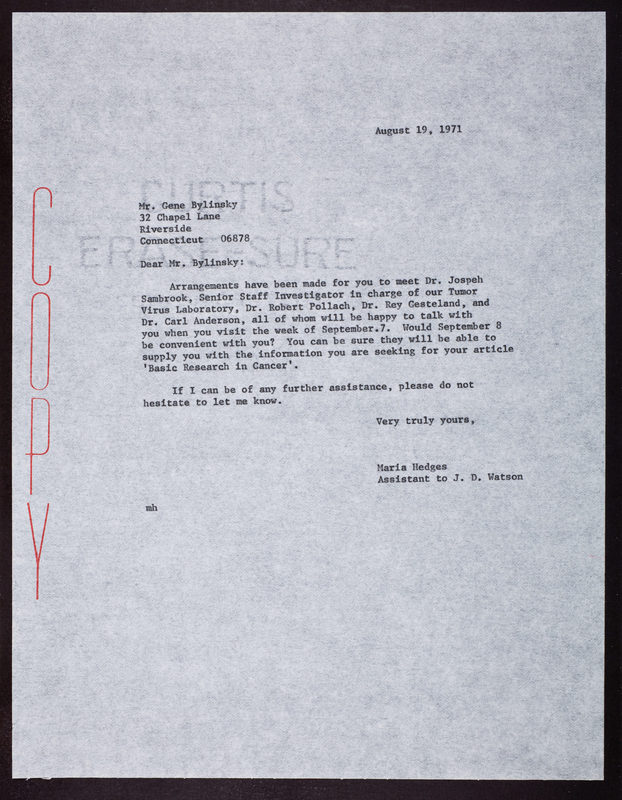 August 19, 1971
CURTIS
Mr. Gene Bylinsky
32 Chapel Lane
Riverside
Connecticut 06878
ERASE-SURE
Dear Mr. Bylinsky:
Arrangements have been made for you to meet Dr. Jospeh
Sambrook, Senior Staff Investigator in charge of our Tumor
Virus Laboratory, Dr. Robert Pollach, Dr. Rey Gesteland, and
Dr. Carl Anderson, all of whom will be happy to talk with
you when you visit the week of September.7. Would September 8
be convenient with you? You can be sure they will be able to
supply you with the information you are seeking for your article
'Basic Research in Cancer'.
If I can be of any further assistance, please do not
hesitate to let me know.
Very truly yours,
Maria Hedges
Assistant to J. D. Watson
mh
COPY